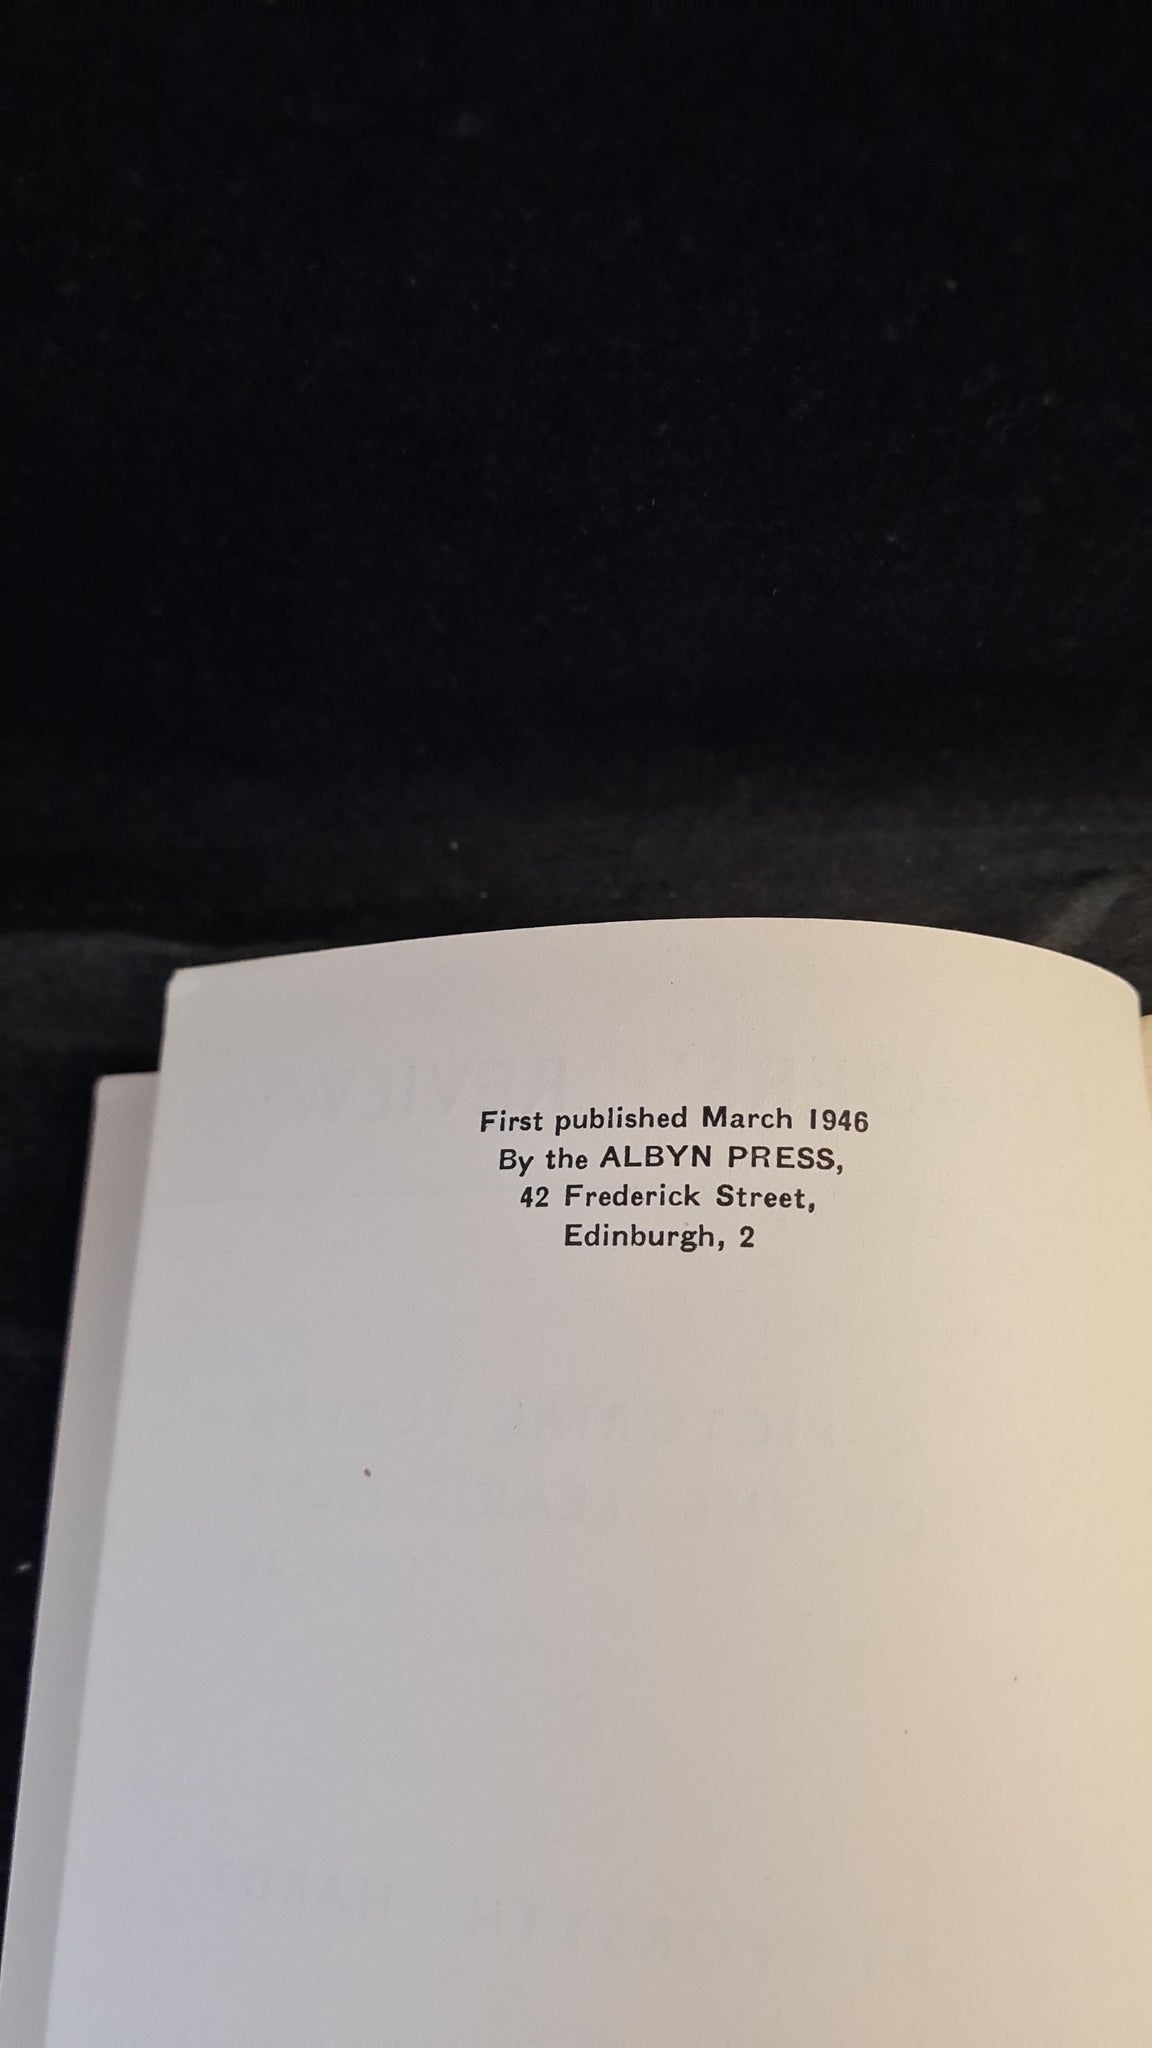 First published March 1946
By the ALBYN PRESS,
42 Frederick Street,
Edinburgh, 2